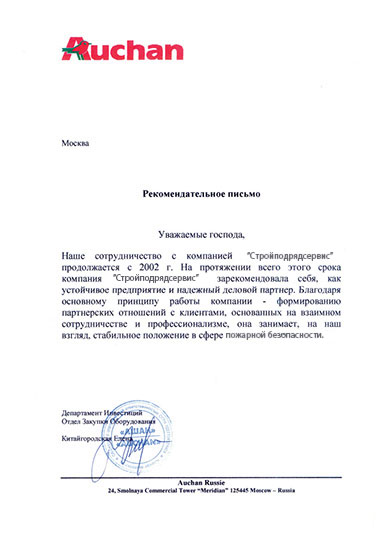 Auchan
Москва
Рекомендательное письмо
Уважаемые господа,
Наше сотрудничество с компанией "Стройподрядсервис"
продолжается с 2002 г. На протяжении всего этого срока
компания "Стройподрядсервис" зарекомендовала себя, как
устойчивое предприятие и надежный деловой партнер. Благодаря
основному принципу работы компании - формированию
партнерских отношений с клиентами, основанных на взаимном
сотрудничестве и профессионализме, она занимает, на наш
взгляд, стабильное положение в сфере пожарной безопасности.
Департамент Инвестиций
Отдел Закупки Оборудования
«АШАН»
Китайгородская Елена
Auchan Russie
24, Smolnaya Commercial Tower "Meridian" 125445 Moscow – Russia